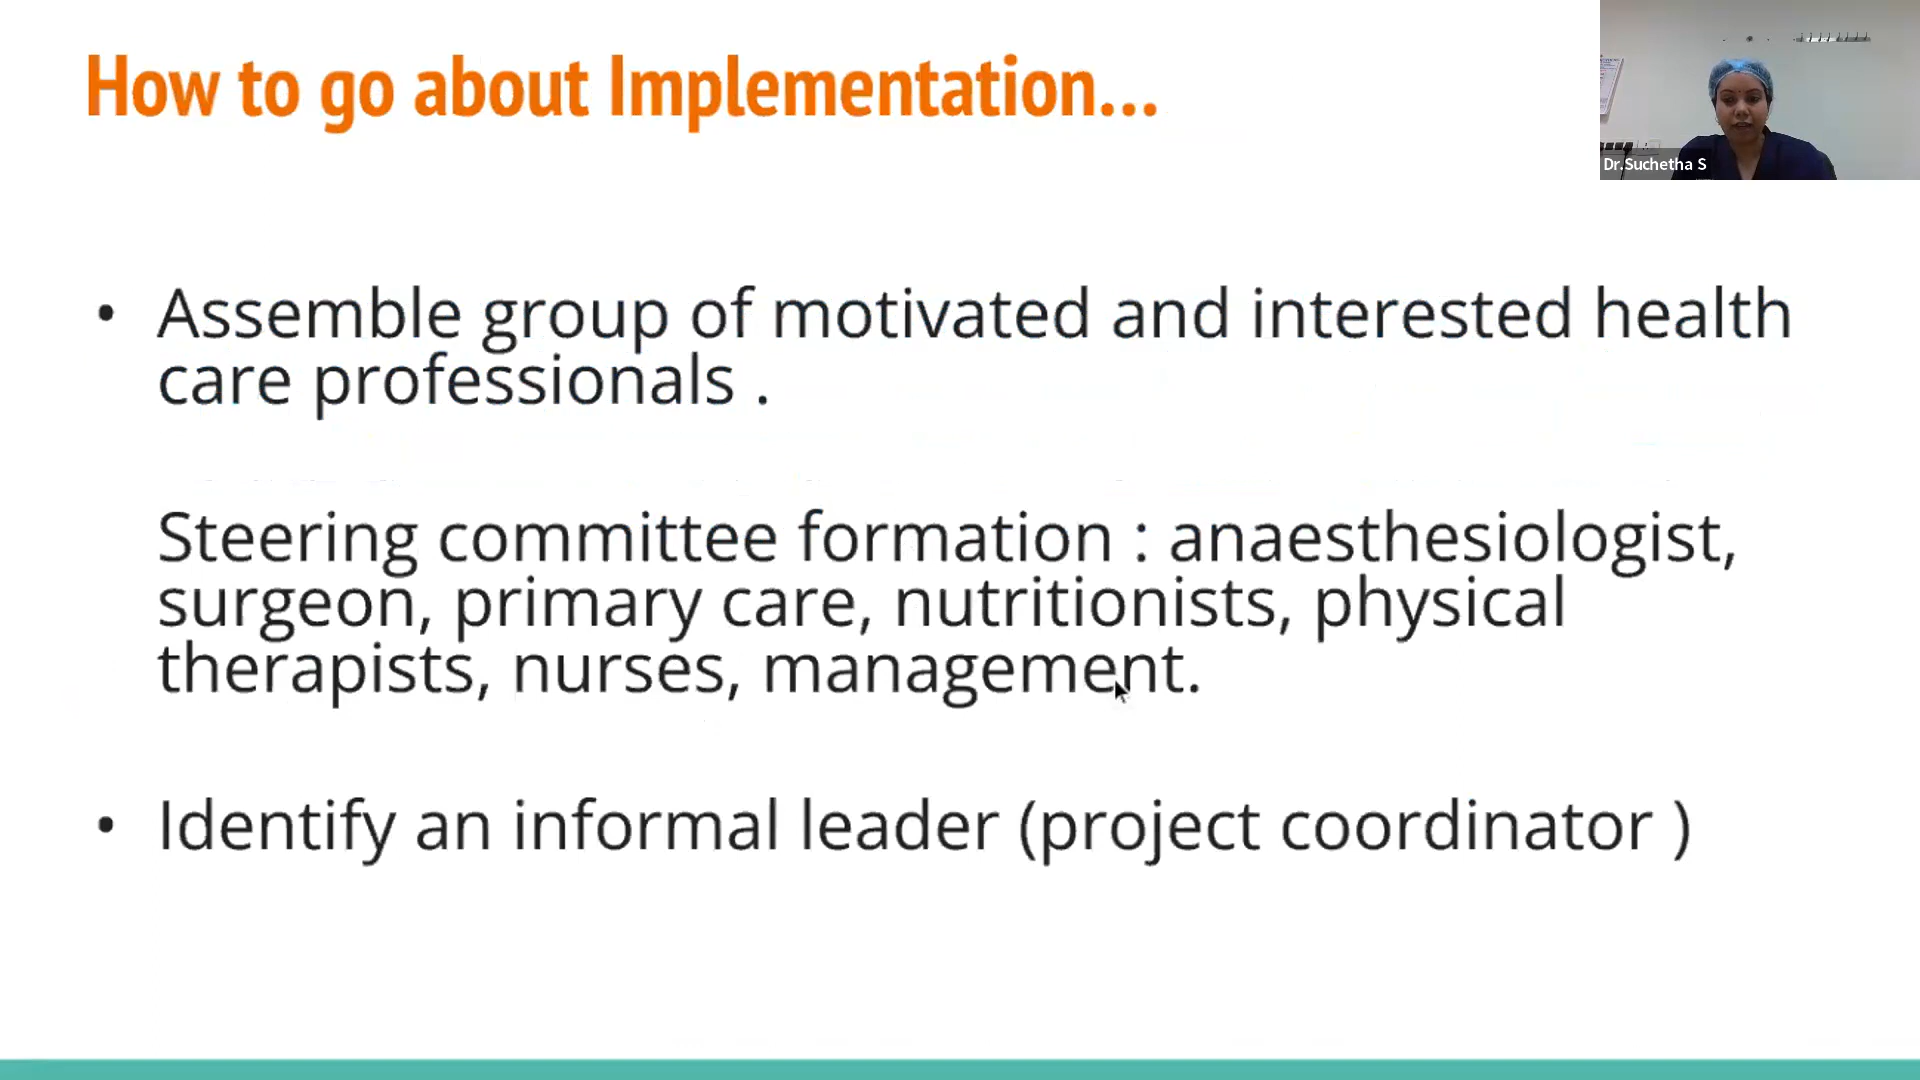 How to go about Implementation...
Dr.Suchetha S
• Assemble group of motivated and interested health
care professionals .
Steering committee formation : anaesthesiologist,
surgeon, primary care, nutritionists, physical
therapists, nurses, management.
• Identify an informal leader (project coordinator )